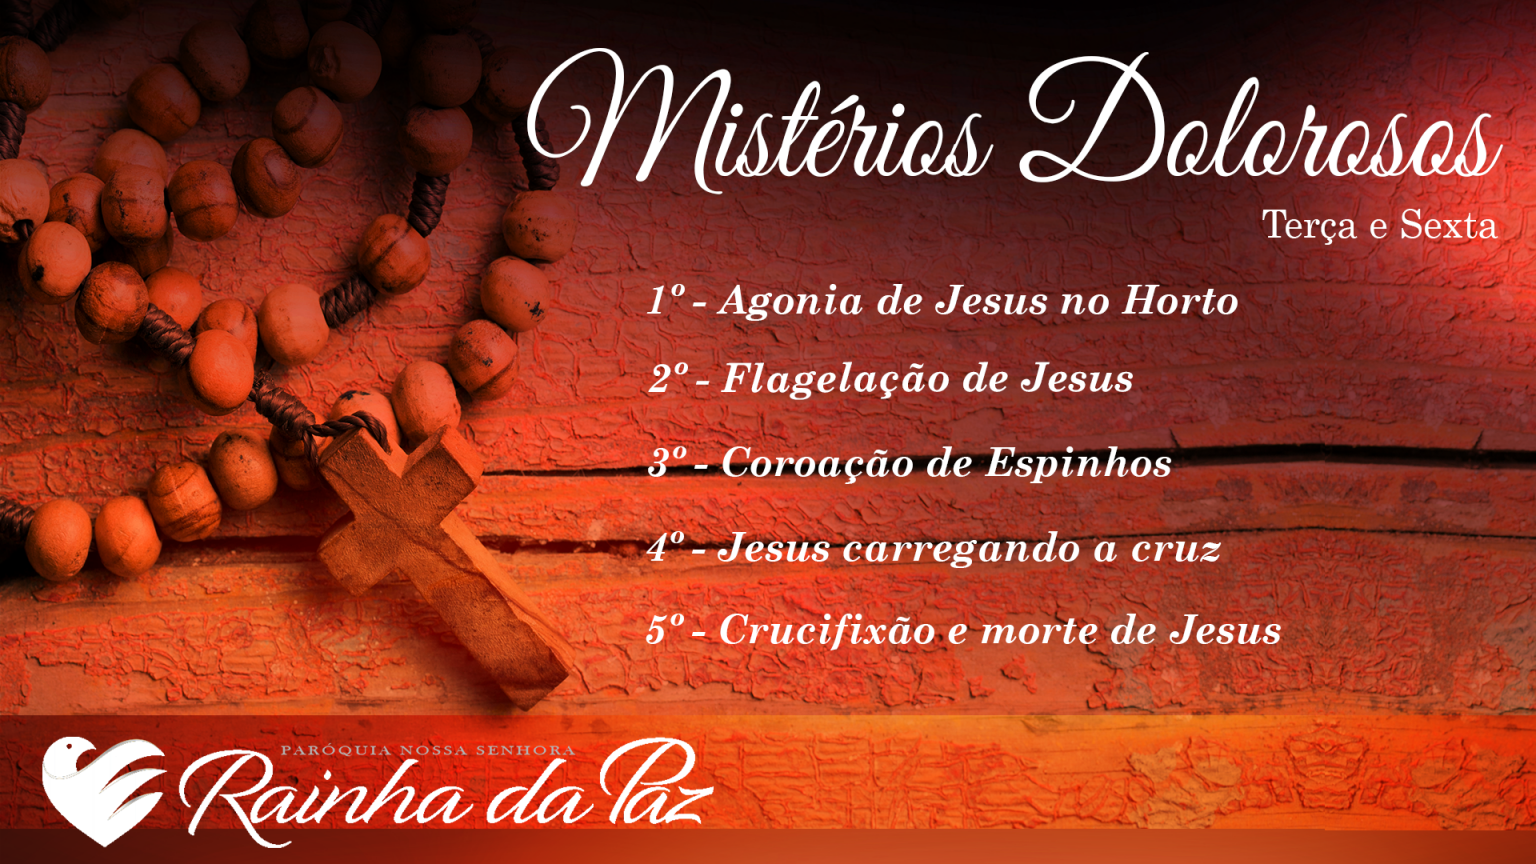 Mistérios Dolorosos
Terça e Sexta
1º - Agonia de Jesus no Horto
2º - Flagelação de Jesus
3º - Coroação de Espinhos
4º - Jesus carregando a cruz
5º - Crucifixão e morte de Jesus
PARÓQUIA NOSSA SENHORA
Rainha da Paz